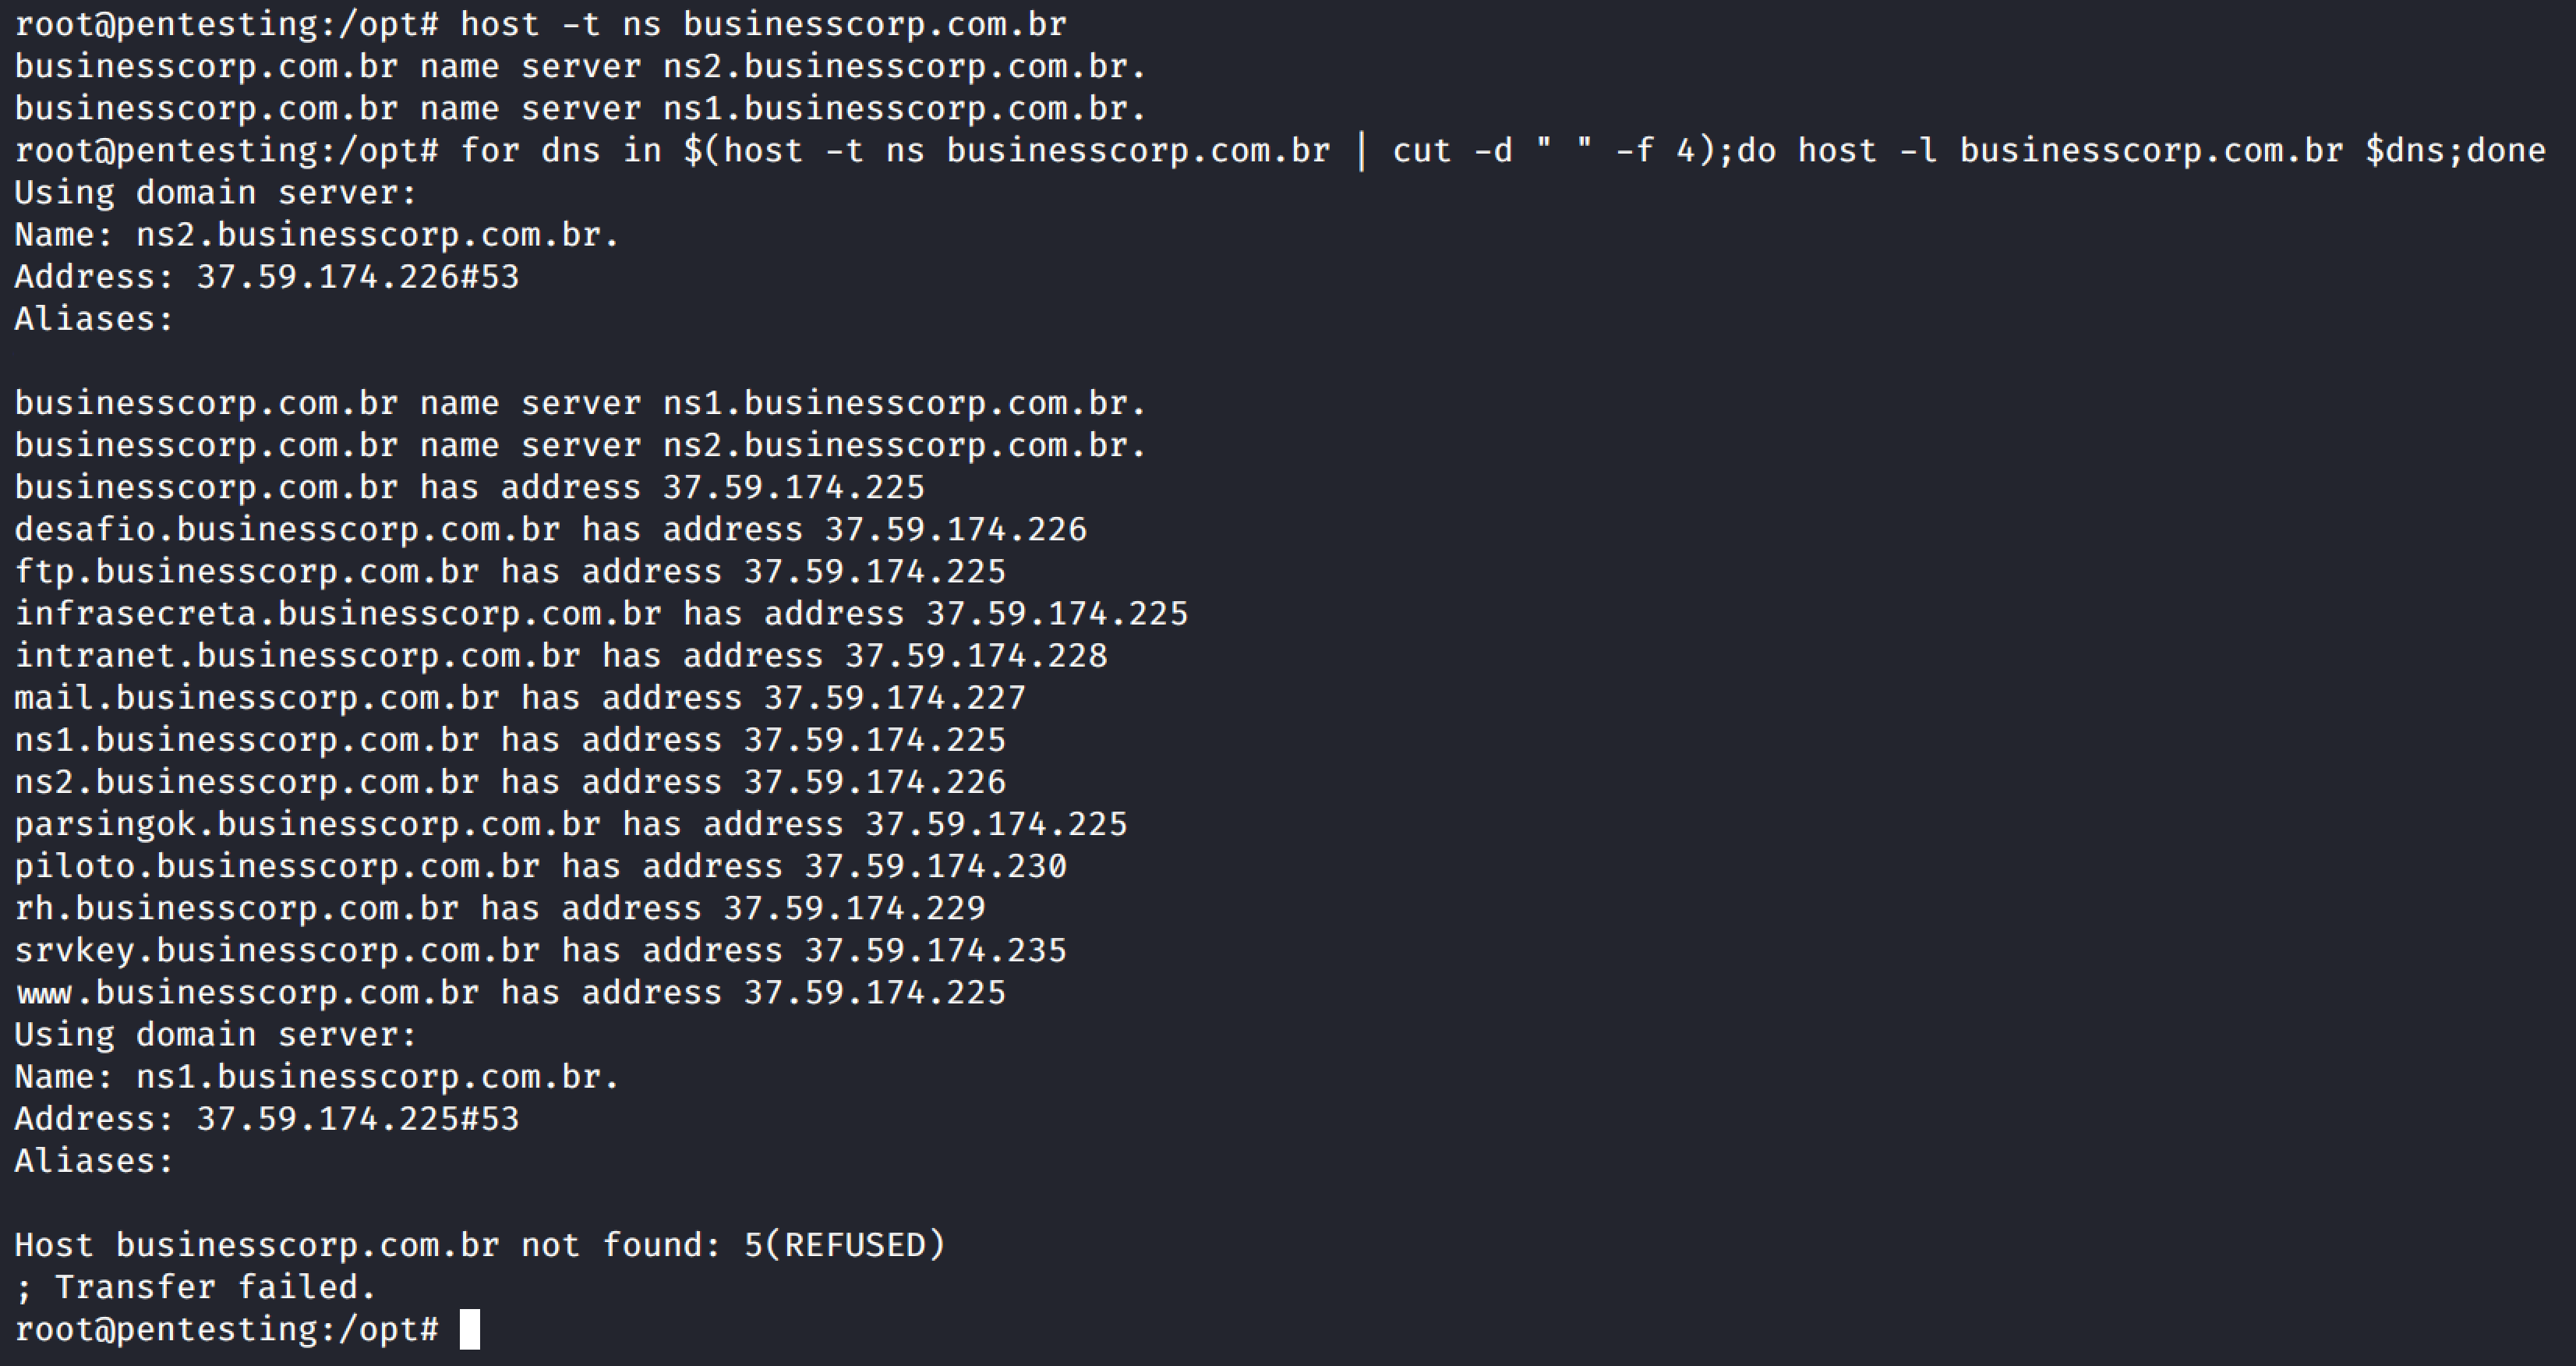 root@pentesting:/opt# host -t ns businesscorp.com.br
businesscorp.com.br name server ns2.businesscorp.com.br.
businesscorp.com.br name server ns1.businesscorp.com.br.
root@pentesting:/opt# for dns in $(host -t ns businesscorp.com.br | cut -d " " -f 4);do host -l businesscorp.com.br $dns;done
Using domain server:
Name: ns2.businesscorp.com.br.
Address: 37.59.174.226#53
Aliases:

businesscorp.com.br name server ns1.businesscorp.com.br.
businesscorp.com.br name server ns2.businesscorp.com.br.
businesscorp.com.br has address 37.59.174.225
desafio.businesscorp.com.br has address 37.59.174.226
ftp.businesscorp.com.br has address 37.59.174.225
infrasecreta.businesscorp.com.br has address 37.59.174.225
intranet.businesscorp.com.br has address 37.59.174.228
mail.businesscorp.com.br has address 37.59.174.227
ns1.businesscorp.com.br has address 37.59.174.225
ns2.businesscorp.com.br has address 37.59.174.226
parsingok.businesscorp.com.br has address 37.59.174.225
piloto.businesscorp.com.br has address 37.59.174.230
rh.businesscorp.com.br has address 37.59.174.229
srvkey.businesscorp.com.br has address 37.59.174.235
www.businesscorp.com.br has address 37.59.174.225
Using domain server:
Name: ns1.businesscorp.com.br.
Address: 37.59.174.225#53
Aliases:

Host businesscorp.com.br not found: 5(REFUSED)
; Transfer failed.
root@pentesting:/opt#